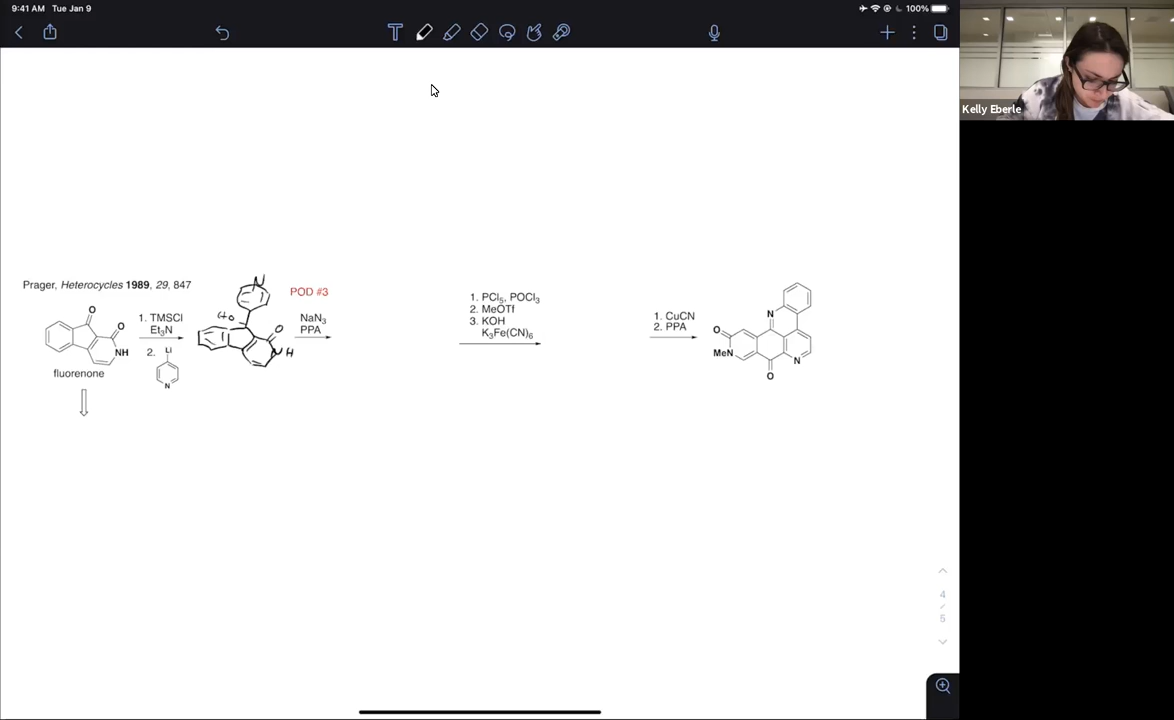 9:41 AM Tue Jan 9
100%
T
Kelly Eberle
Prager, Heterocycles 1989, 29, 847
O
O
NH
fluorenone
1. TMSCl
Et₃N
2. Li
N
N
HO
O
N H
POD #3
NaN₃
PPA
1. PCl₅, POCl₃
2. MeOTf
3. KOH
K₃Fe(CN)₆
1. CuCN
2. PPA
N
O
MeN
N
O
4
/
5